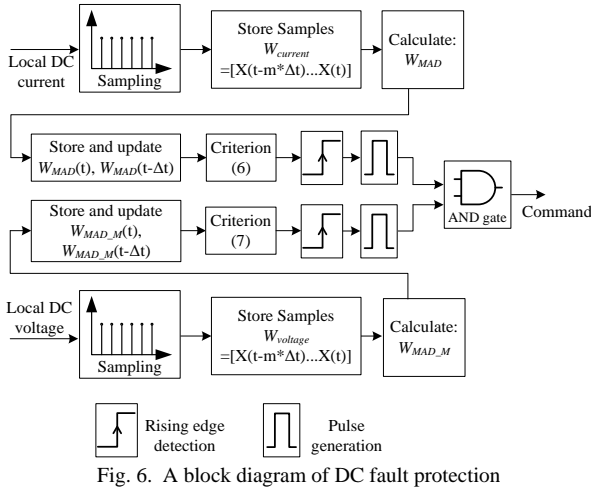 Local DC
current
Sampling
Store Samples
W_current
=[X(t-m*Δt)...X(t)]
Calculate:
W_MAD
Store and update
W_MAD(t), W_MAD(t-Δt)
Criterion
(6)
Store and update
W_MAD_M(t),
W_MAD_M(t-Δt)
Criterion
(7)
AND gate
Command
Local DC
voltage
Sampling
Store Samples
W_voltage
=[X(t-m*Δt)...X(t)]
Calculate:
W_MAD_M
Rising edge
detection
Pulse
generation
Fig. 6. A block diagram of DC fault protection